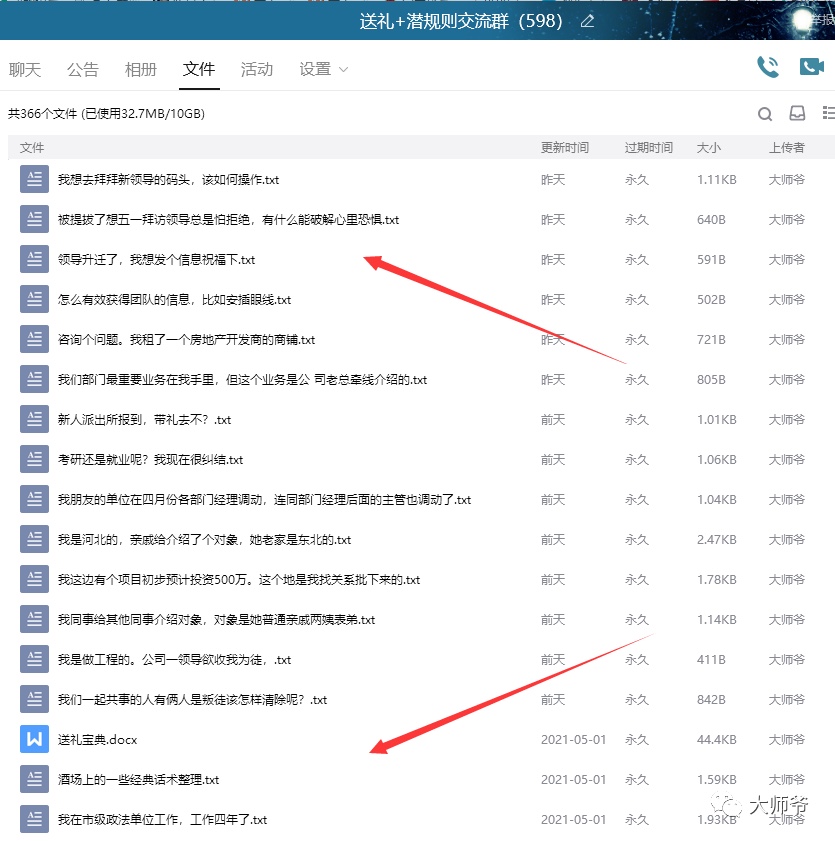 送礼+潜规则交流群（598）
举报
聊天 公告 相册 文件 活动 设置
共366个文件 (已使用32.7MB/10GB)
文件 更新时间 过期时间 大小 上传者
我想去拜拜新领导的码头，该如何操作.txt 昨天 永久 1.11KB 大师爷
被提拔了想五一拜访领导总是怕拒绝，有什么能破解心里恐惧.txt 昨天 永久 640B 大师爷
领导升迁了，我想发个信息祝福下.txt 昨天 永久 591B 大师爷
怎么有效获得团队的信息，比如安插眼线.txt 昨天 永久 502B 大师爷
咨询个问题。我租了一个房地产开发商的商铺.txt 昨天 永久 721B 大师爷
我们部门最重要业务在我手里，但这个业务是公 司老总牵线介绍的.txt 昨天 永久 805B 大师爷
新人派出所报到，带礼去不？.txt 前天 永久 1.01KB 大师爷
考研还是就业呢？我现在很纠结.txt 前天 永久 1.06KB 大师爷
我朋友的单位在四月份各部门经理调动，连同部门经理后面的主管也调动了.txt 前天 永久 1.04KB 大师爷
我是河北的，亲戚给介绍了个对象，她老家是东北的.txt 前天 永久 2.47KB 大师爷
我这边有个项目初步预计投资500万。这个地是我找关系批下来的.txt 前天 永久 1.78KB 大师爷
我同事给其他同事介绍对象，对象是她普通亲戚两姨表弟.txt 前天 永久 1.14KB 大师爷
我是做工程的。公司一领导欲收我为徒，.txt 前天 永久 411B 大师爷
我们一起共事的人有俩人是叛徒该怎样清除呢？.txt 前天 永久 842B 大师爷
W 送礼宝典.docx 2021-05-01 永久 44.4KB 大师爷
酒场上的一些经典话术整理.txt 2021-05-01 永久 1.59KB 大师爷
我在市级政法单位工作，工作四年了.txt 2021-05-01 永久 1.93KB 大师爷
大师爷